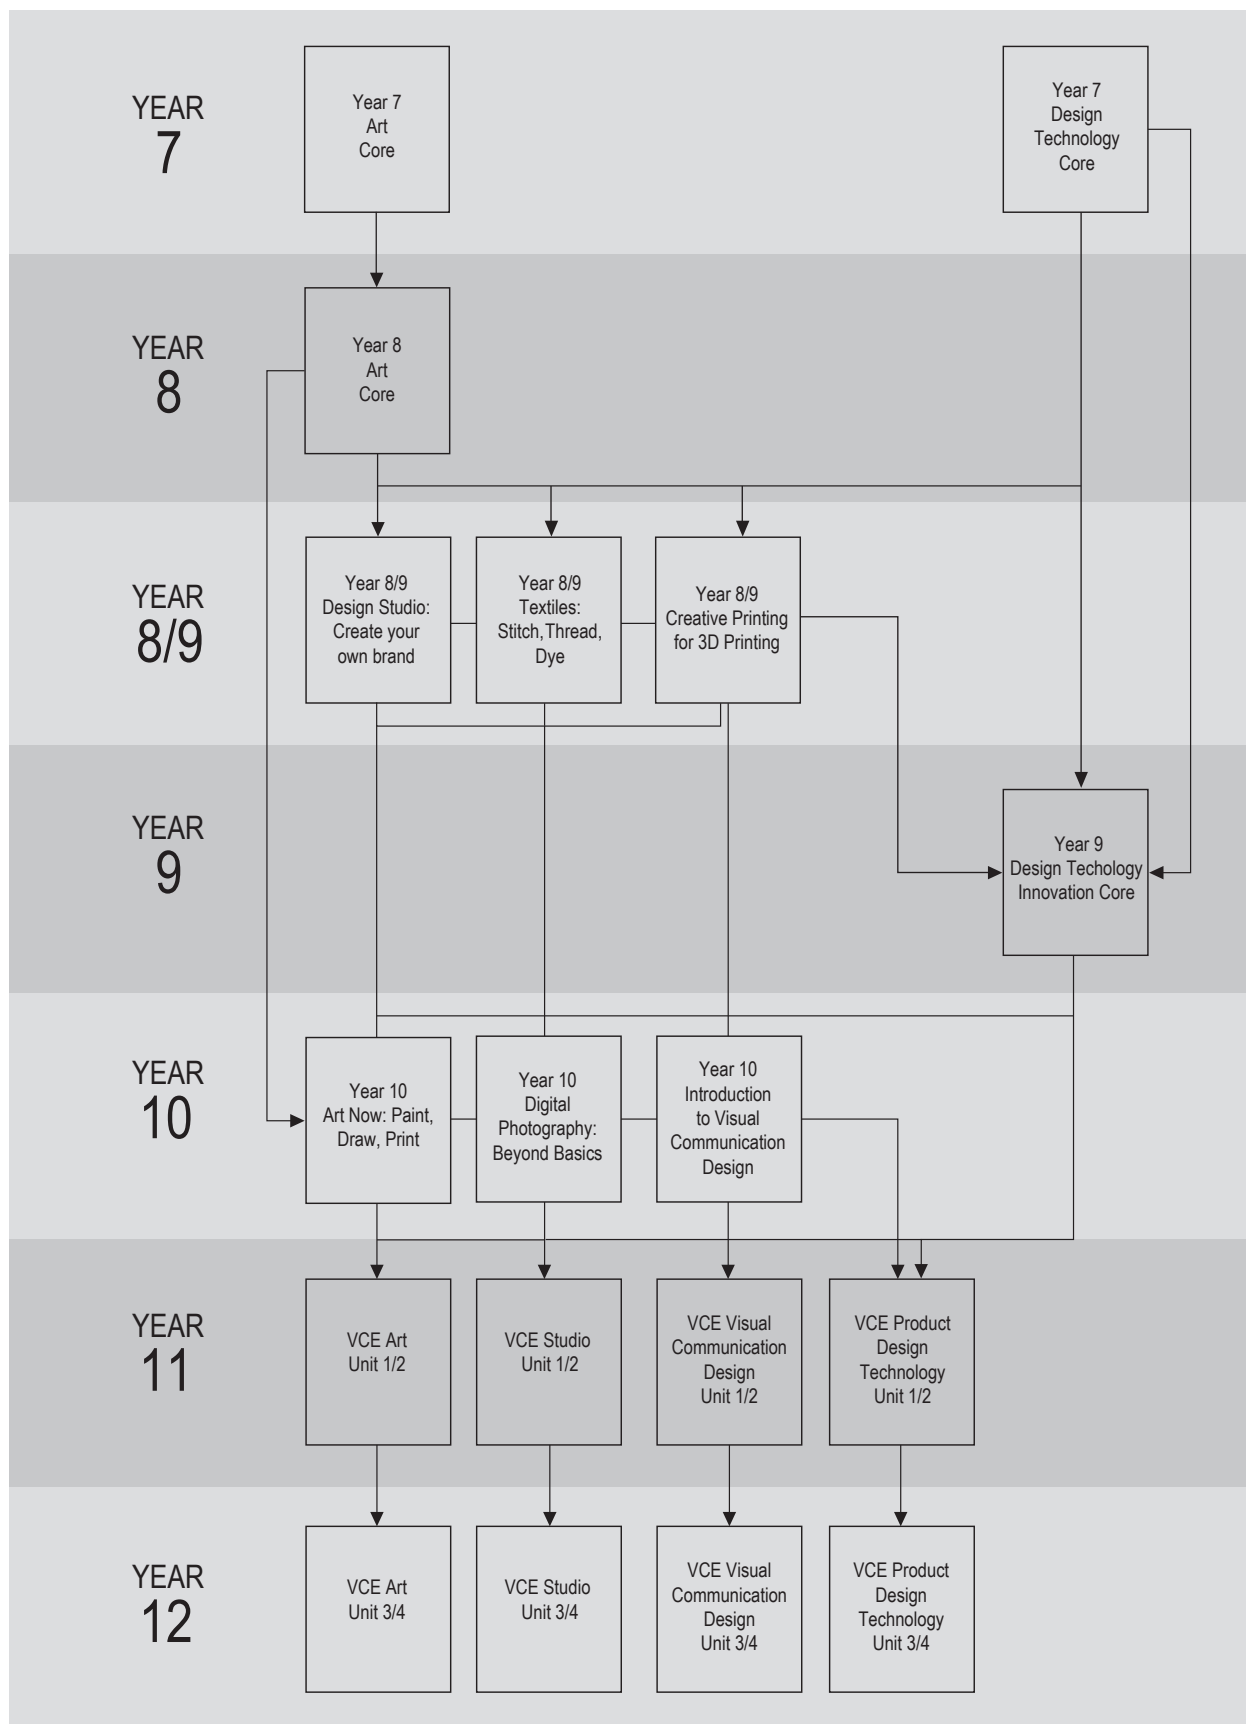 YEAR
7
Year 7
Art
Core
Year 7
Design
Technology
Core
YEAR
8
Year 8
Art
Core
YEAR
8/9
Year 8/9
Design Studio:
Create your
own brand
Year 8/9
Textiles:
Stitch,Thread,
Dye
Year 8/9
Creative Printing
for 3D Printing
YEAR
9
Year 9
Design Techology
Innovation Core
YEAR
10
Year 10
Art Now: Paint,
Draw, Print
Year 10
Digital
Photography:
Beyond Basics
Year 10
Introduction
to Visual
Communication
Design
YEAR
11
VCE Art
Unit 1/2
VCE Studio
Unit 1/2
VCE Visual
Communication
Design
Unit 1/2
VCE Product
Design
Technology
Unit 1/2
YEAR
12
VCE Art
Unit 3/4
VCE Studio
Unit 3/4
VCE Visual
Communication
Design
Unit 3/4
VCE Product
Design
Technology
Unit 3/4